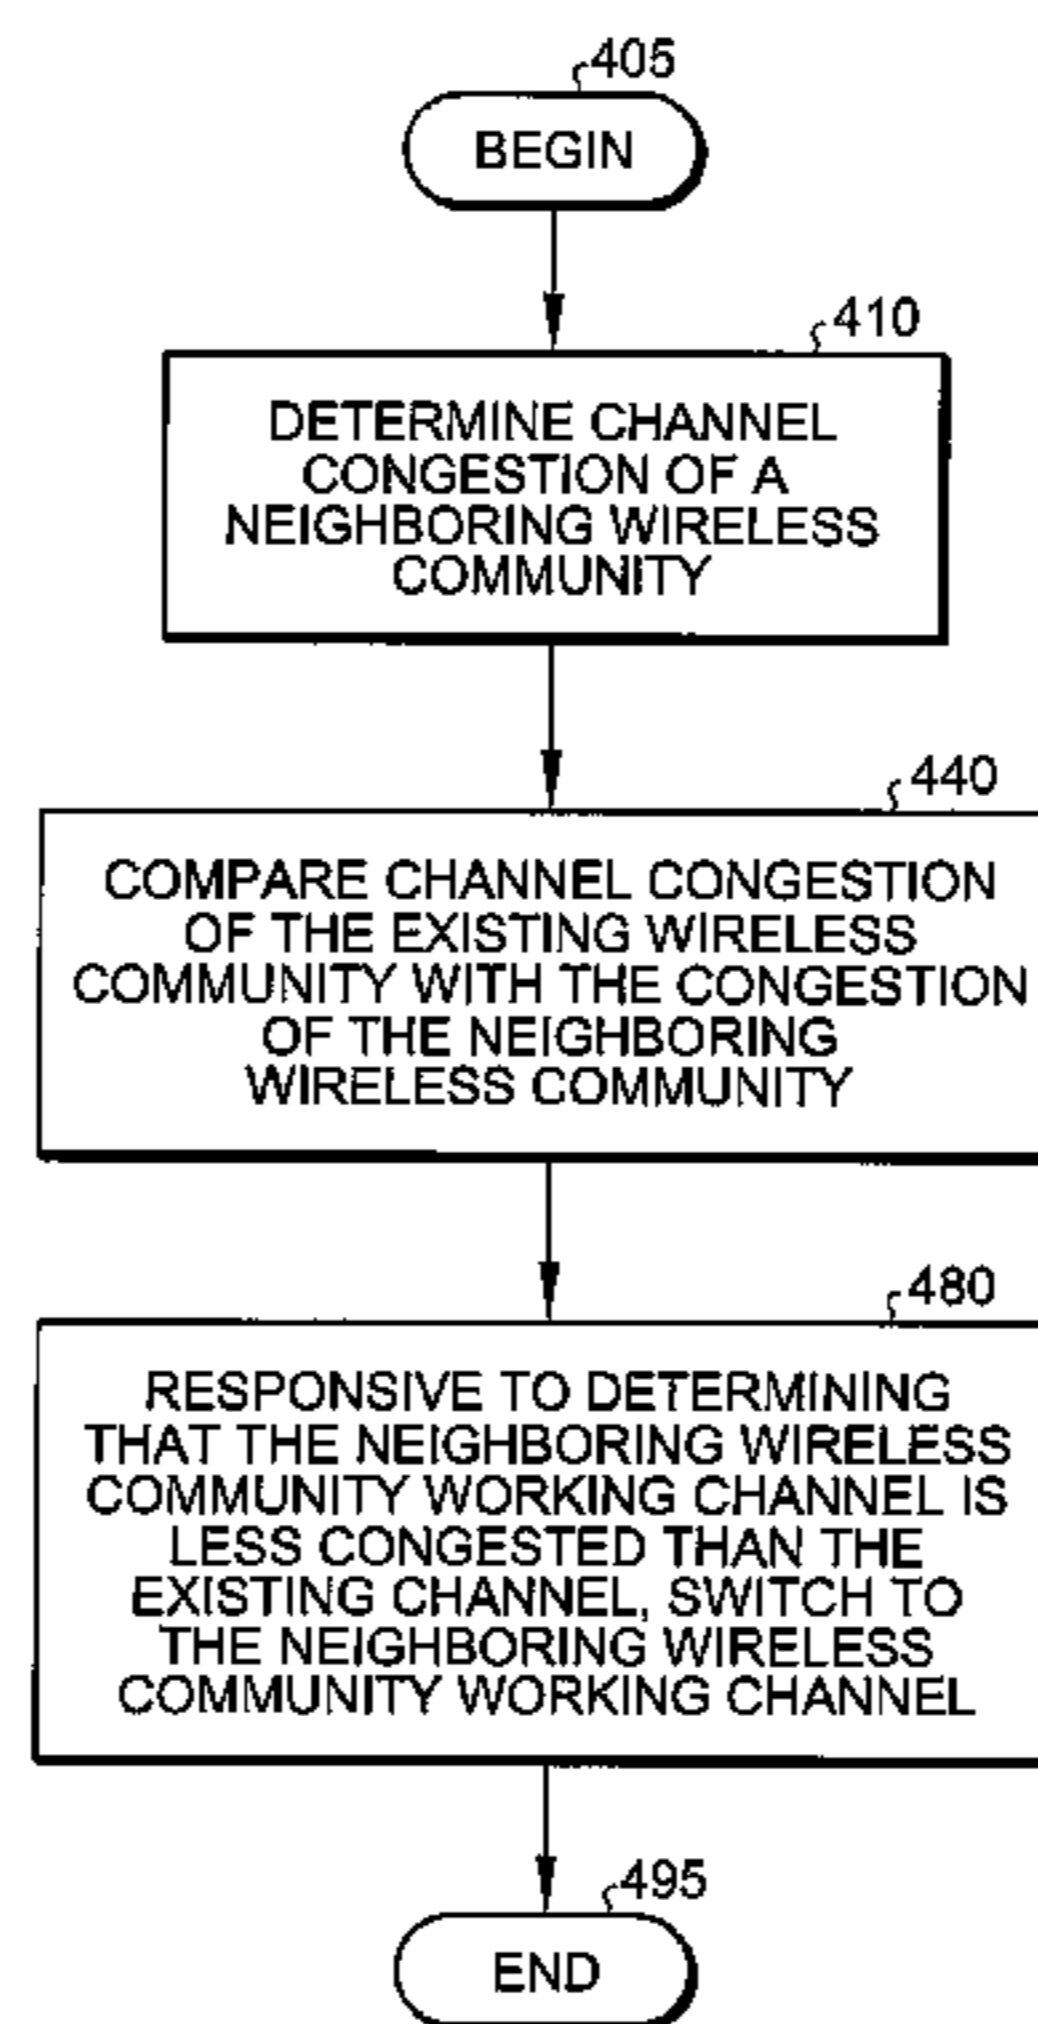 405
BEGIN
410
DETERMINE CHANNEL
CONGESTION OF A
NEIGHBORING WIRELESS
COMMUNITY
440
COMPARE CHANNEL CONGESTION
OF THE EXISTING WIRELESS
COMMUNITY WITH THE CONGESTION
OF THE NEIGHBORING
WIRELESS COMMUNITY
480
RESPONSIVE TO DETERMINING
THAT THE NEIGHBORING WIRELESS
COMMUNITY WORKING CHANNEL IS
LESS CONGESTED THAN THE
EXISTING CHANNEL, SWITCH TO
THE NEIGHBORING WIRELESS
COMMUNITY WORKING CHANNEL
495
END